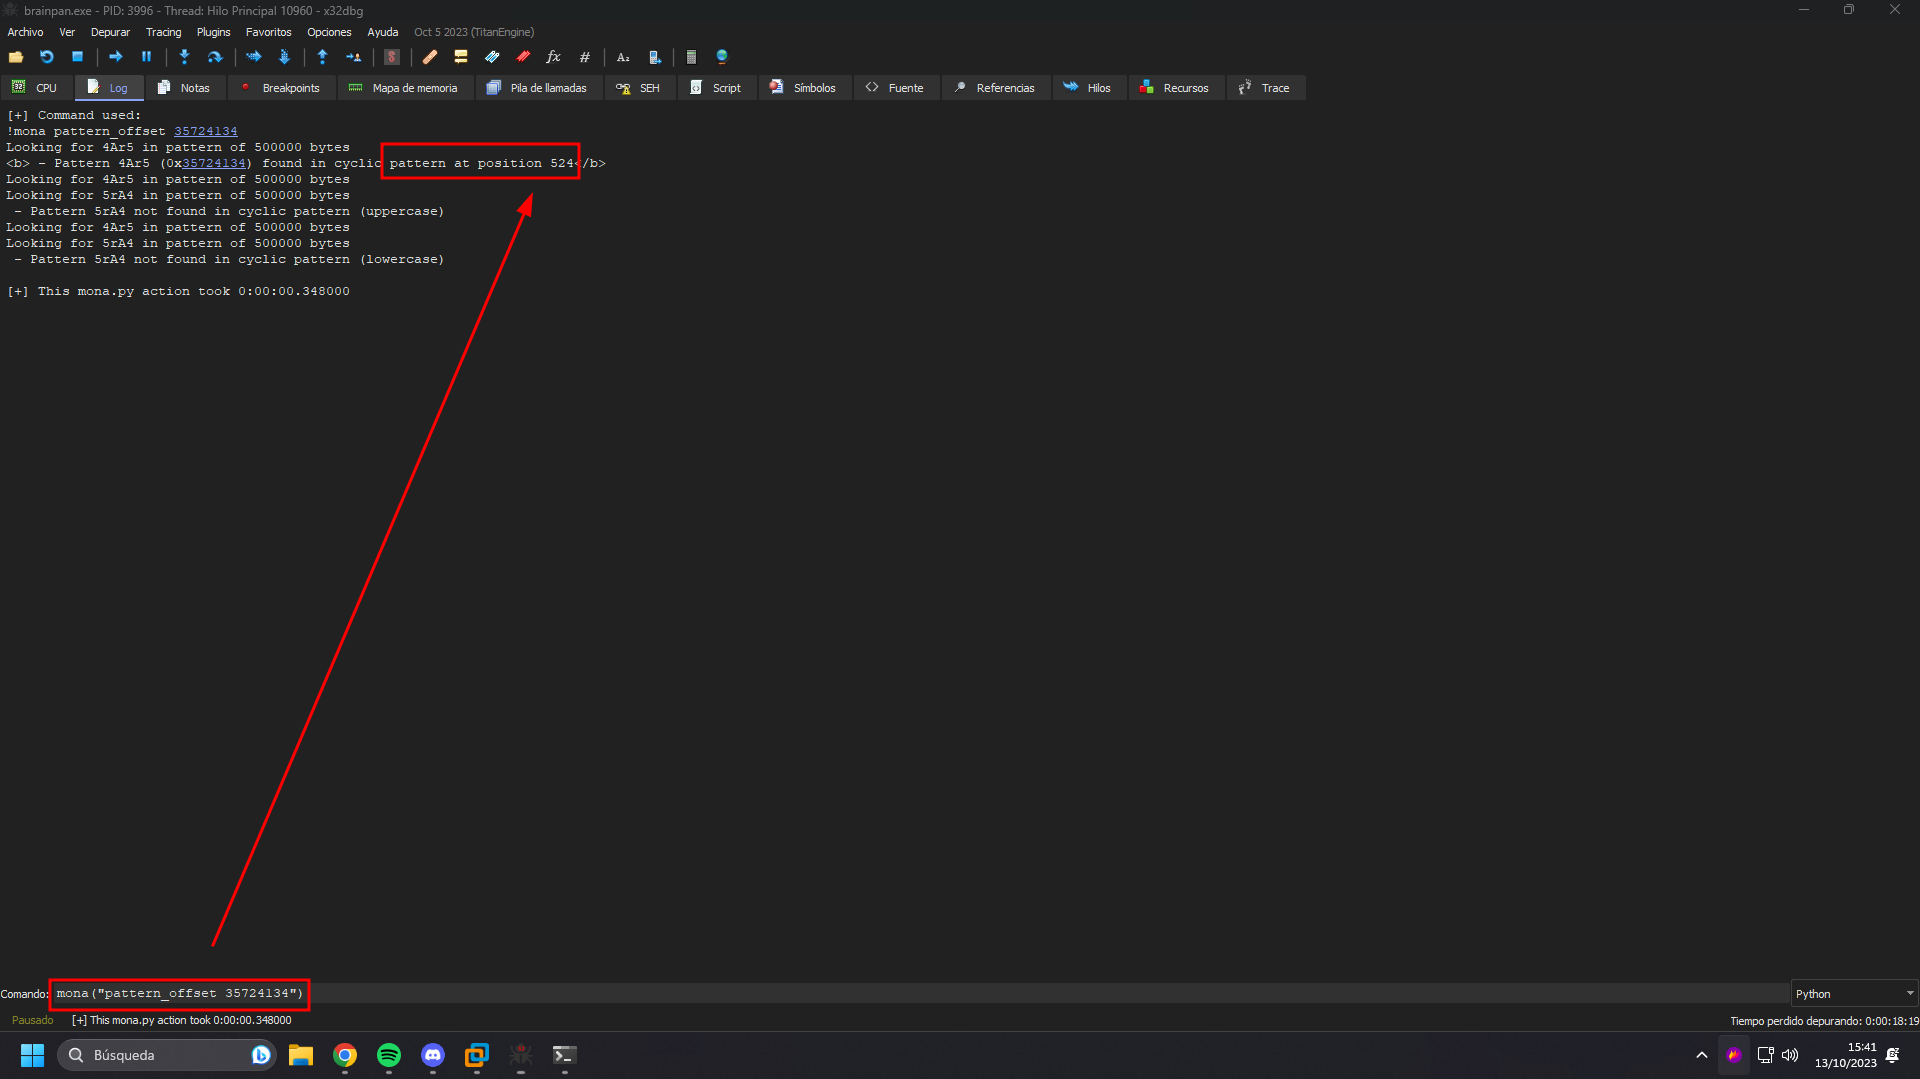 brainpan.exe - PID: 3996 - Thread: Hilo Principal 10960 - x32dbg
Archivo Ver Depurar Tracing Plugins Favoritos Opciones Ayuda Oct 5 2023 (TitanEngine)
CPU Log Notas Breakpoints Mapa de memoria Pila de llamadas SEH Script Símbolos Fuente Referencias Hilos Recursos Trace
[+] Command used:
!mona pattern_offset 35724134
Looking for 4Ar5 in pattern of 500000 bytes
<b> - Pattern 4Ar5 (0x35724134) found in cyclic pattern at position 524</b>
Looking for 4Ar5 in pattern of 500000 bytes
Looking for 5rA4 in pattern of 500000 bytes
- Pattern 5rA4 not found in cyclic pattern (uppercase)
Looking for 4Ar5 in pattern of 500000 bytes
Looking for 5rA4 in pattern of 500000 bytes
- Pattern 5rA4 not found in cyclic pattern (lowercase)
[+] This mona.py action took 0:00:00.348000
Comando: mona("pattern_offset 35724134") Python
Pausado [+] This mona.py action took 0:00:00.348000 Tiempo perdido depurando: 0:00:18:19
Búsqueda
15:41
13/10/2023